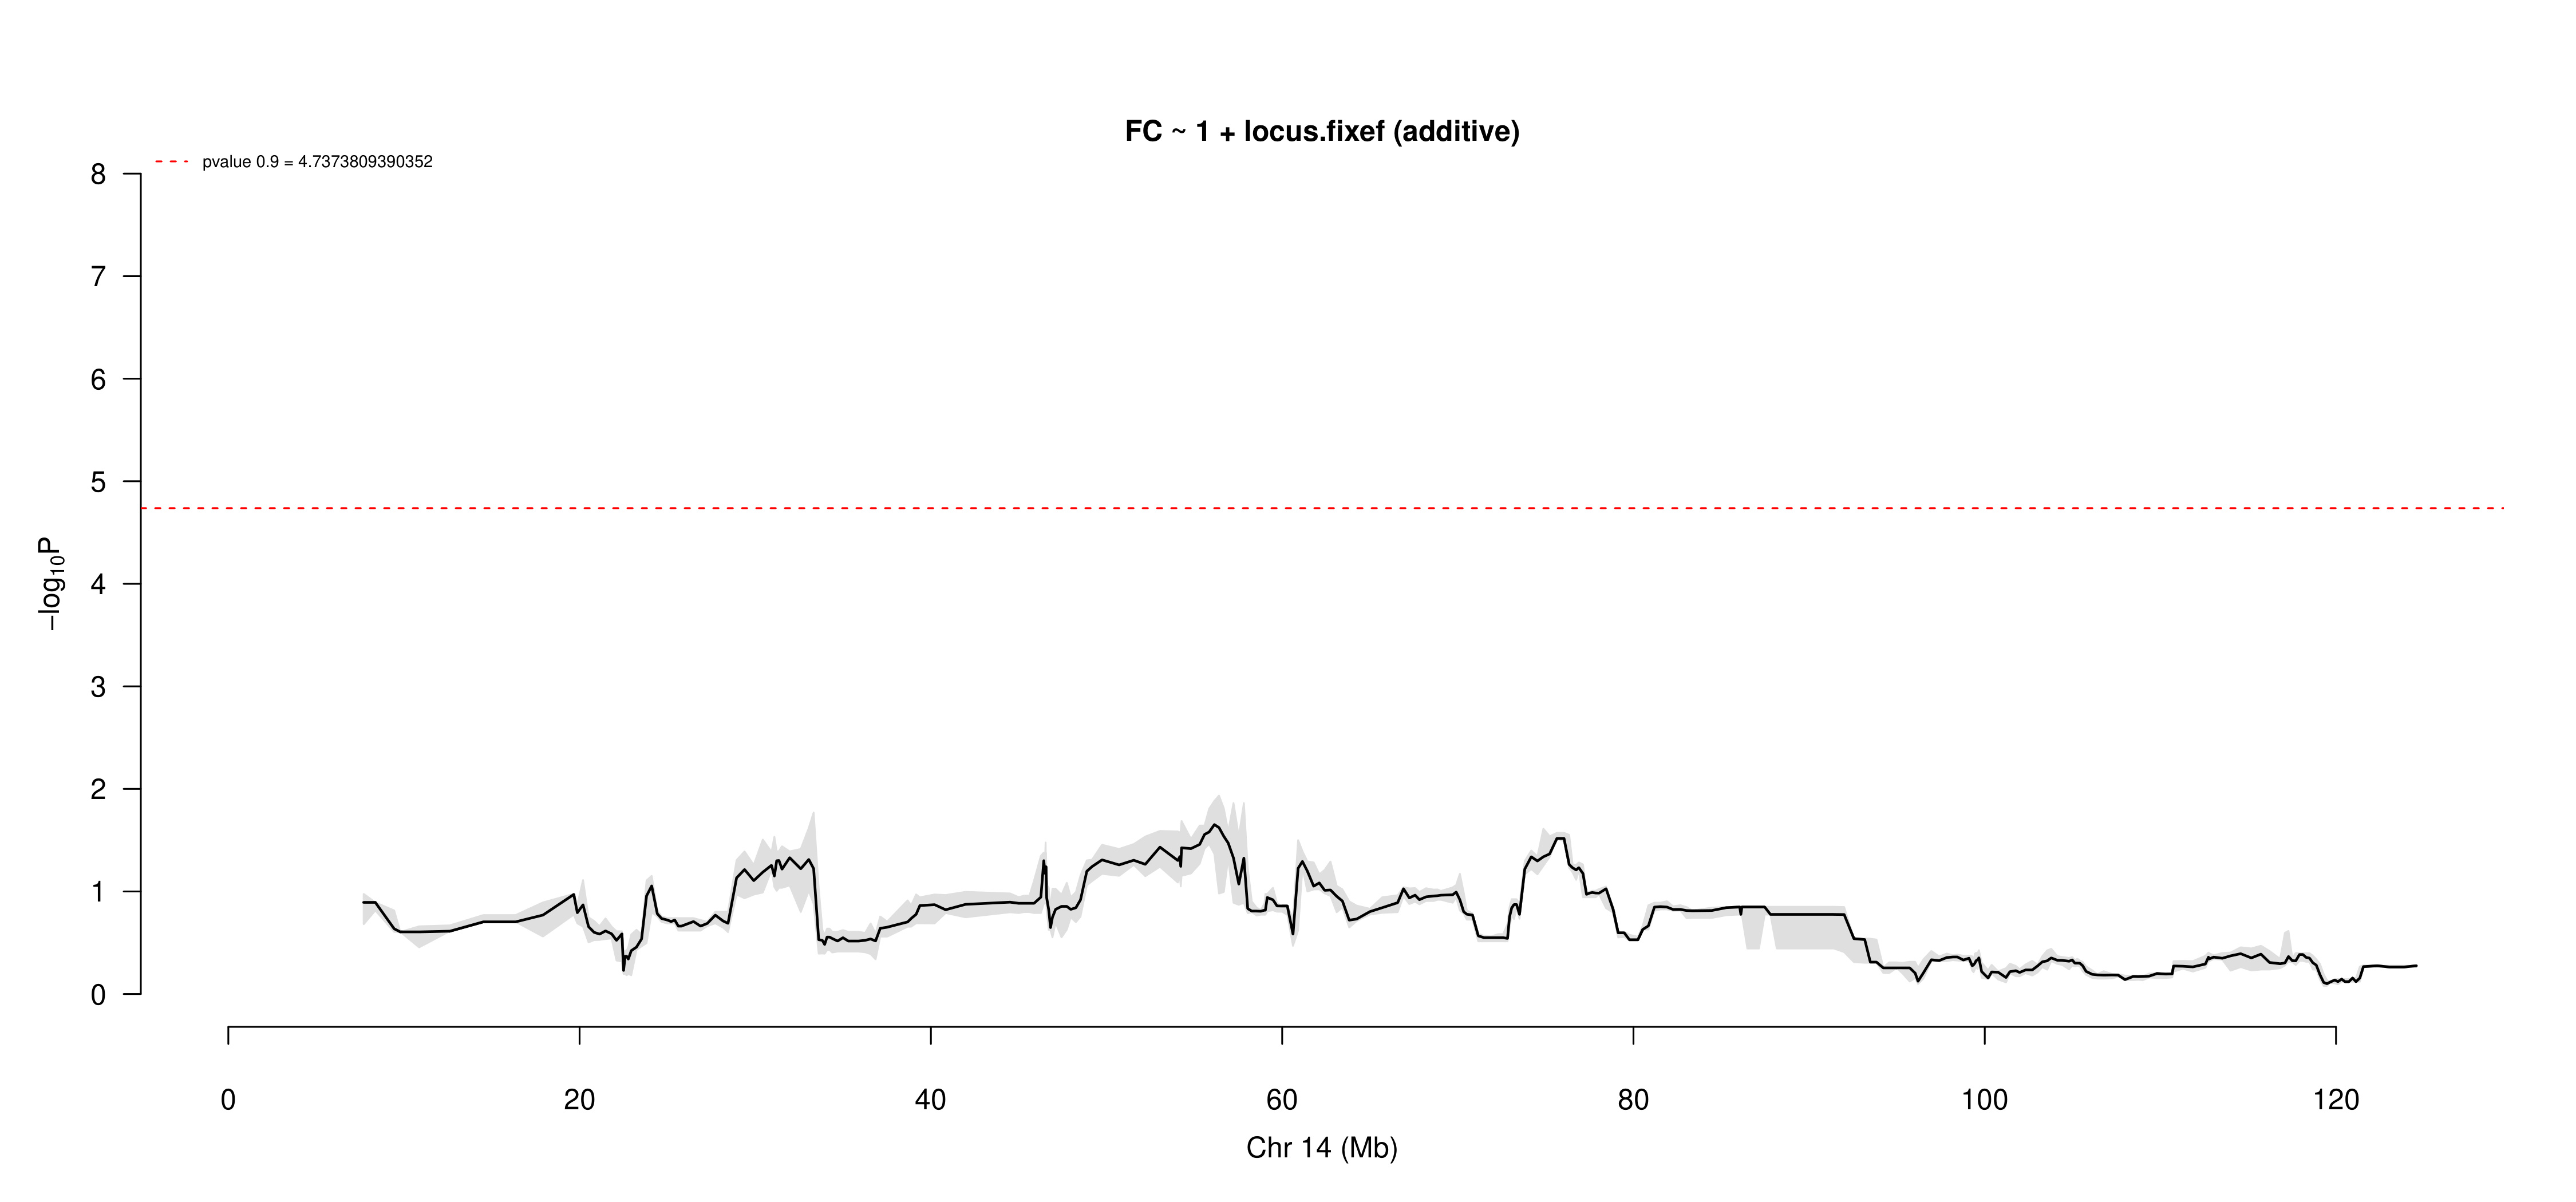 FC ~ 1 + locus.fixef (additive)
pvalue 0.9 = 4.7373809390352
8
7
6
5
4
3
2
1
0
−log₁₀P
0 20 40 60 80 100 120
Chr 14 (Mb)